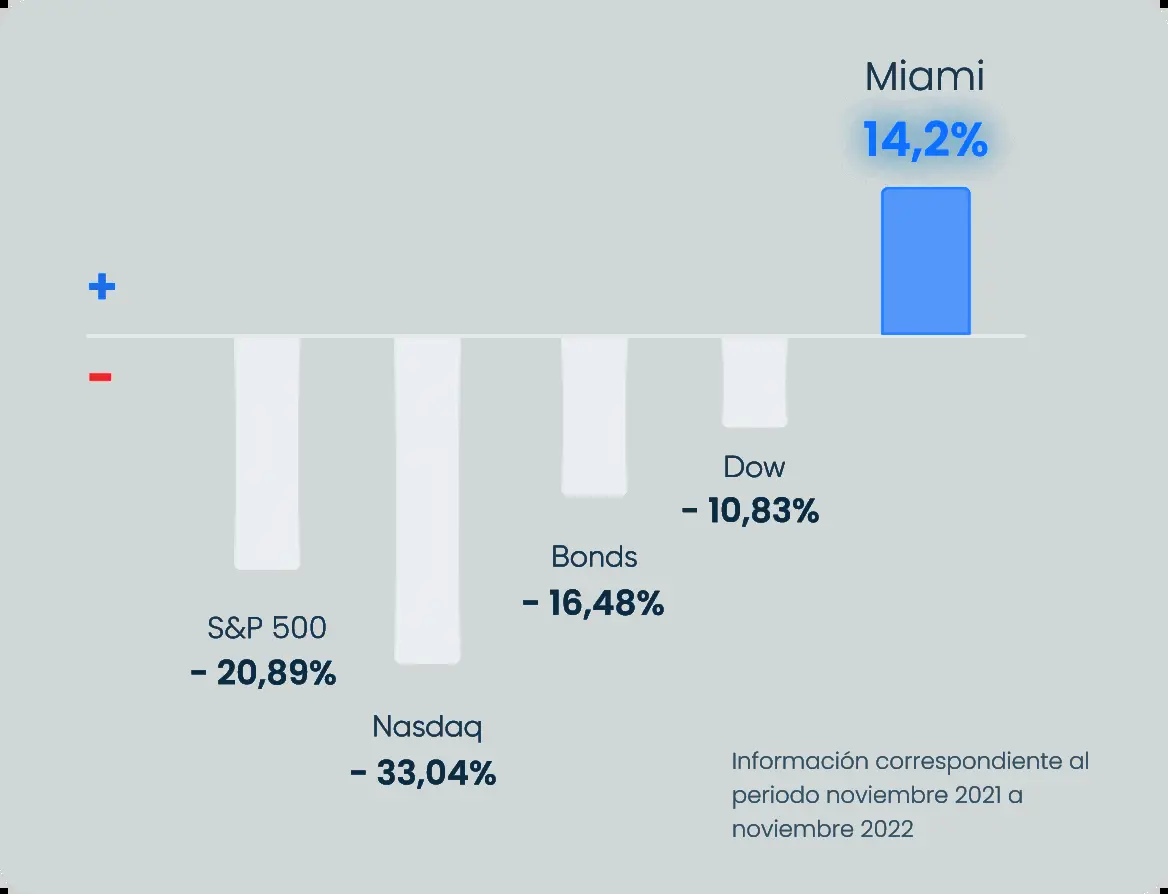 Miami
14,2%
+
-
Dow
- 10,83%
Bonds
- 16,48%
S&P 500
- 20,89%
Nasdaq
- 33,04%
Información correspondiente al
periodo noviembre 2021 a
noviembre 2022